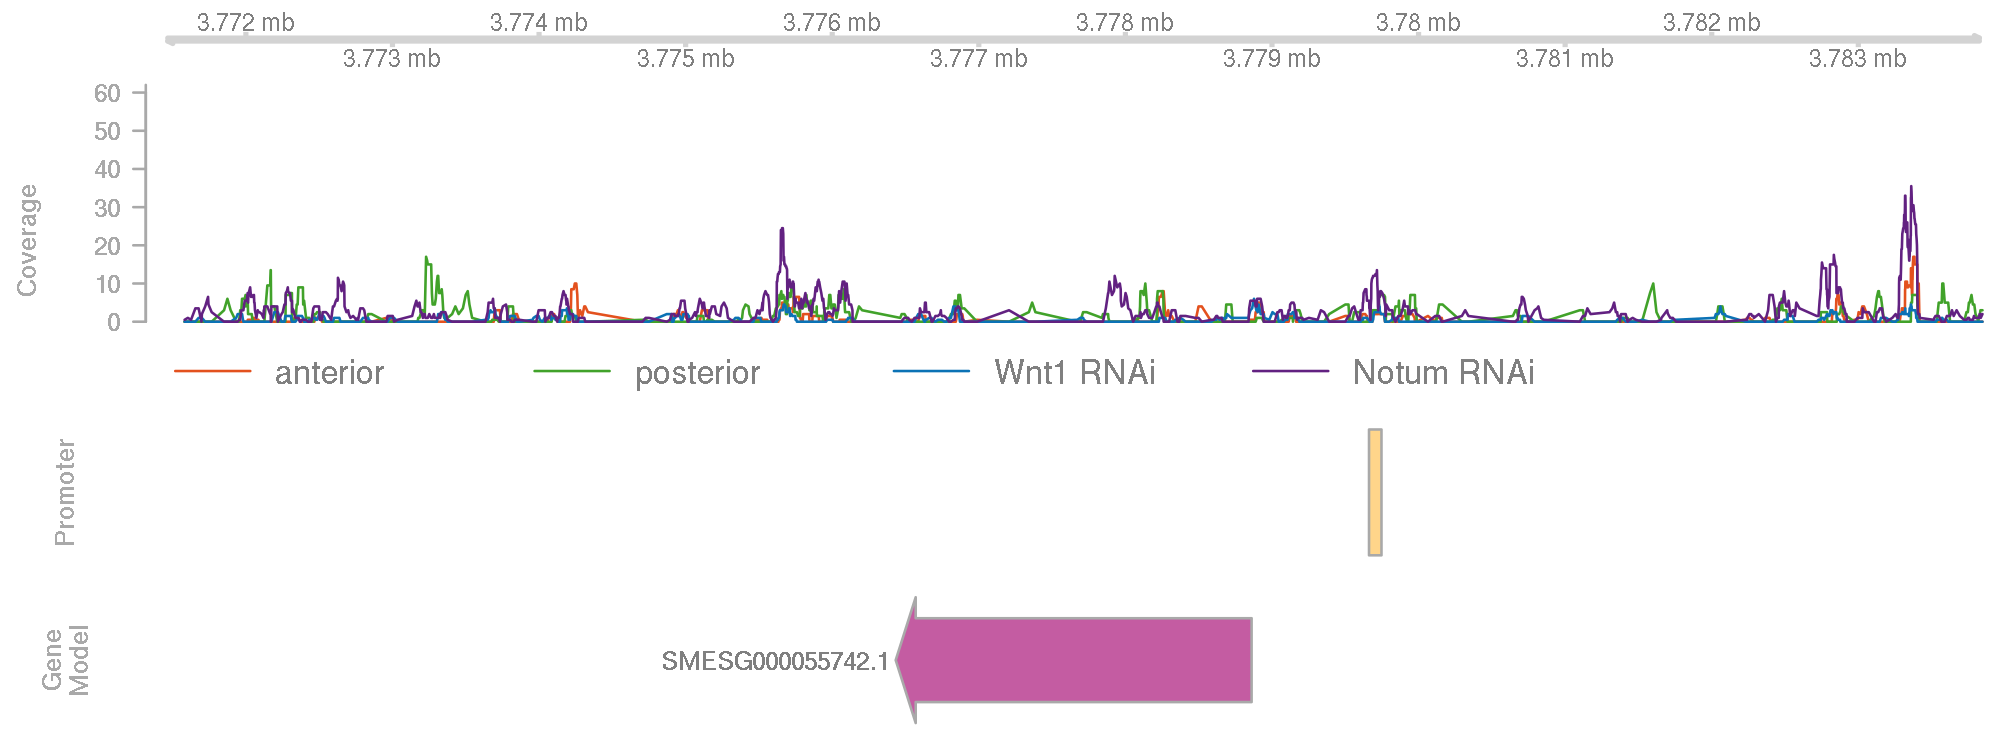 3.772 mb 3.774 mb 3.776 mb 3.778 mb 3.78 mb 3.782 mb
3.773 mb 3.775 mb 3.777 mb 3.779 mb 3.781 mb 3.783 mb
60
50
40
30
20
10
0
Coverage
anterior posterior Wnt1 RNAi Notum RNAi
Promoter
Gene
Model
SMESG000055742.1